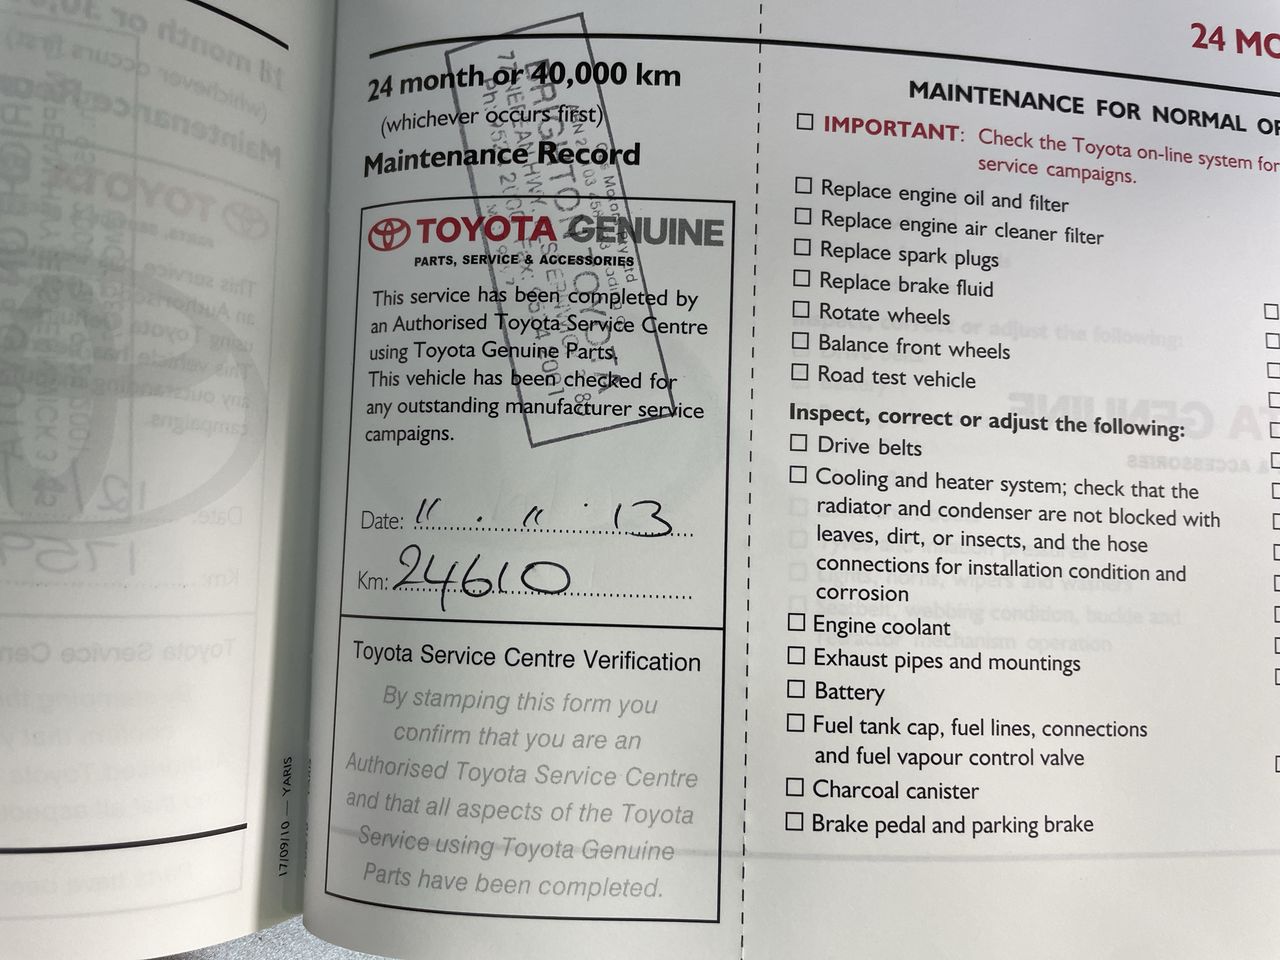 24 month or 40,000 km
(whichever occurs first)
Maintenance Record
TOYOTA GENUINE
PARTS, SERVICE & ACCESSORIES
This service has been completed by
an Authorised Toyota Service Centre
using Toyota Genuine Parts.
This vehicle has been checked for
any outstanding manufacturer service
campaigns.
Date: 11 . 11 . 13
Km: 24610
Toyota Service Centre Verification
By stamping this form you
confirm that you are an
Authorised Toyota Service Centre
and that all aspects of the Toyota
Service using Toyota Genuine
Parts have been completed.
BRIGHTON TOYOTA
17/09/10 — YARIS
24 MO
MAINTENANCE FOR NORMAL
IMPORTANT: Check the Toyota on-line system for
service campaigns.
Replace engine oil and filter
Replace engine air cleaner filter
Replace spark plugs
Replace brake fluid
Rotate wheels
Balance front wheels
Road test vehicle
Inspect, correct or adjust the following:
Drive belts
Cooling and heater system; check that the
radiator and condenser are not blocked with
leaves, dirt, or insects, and the hose
connections for installation condition and
corrosion
Engine coolant
Exhaust pipes and mountings
Battery
Fuel tank cap, fuel lines, connections
and fuel vapour control valve
Charcoal canister
Brake pedal and parking brake